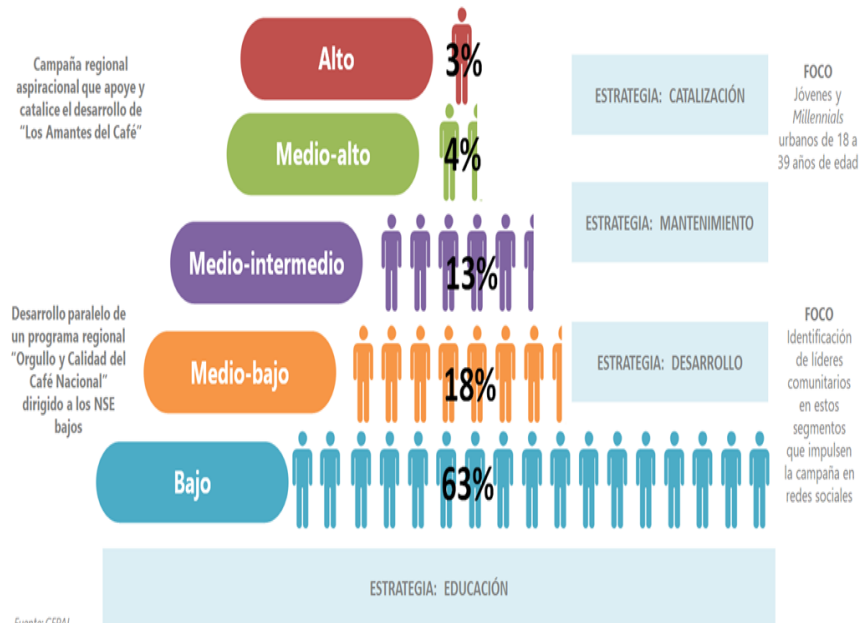 Campaña regional
aspiracional que apoye y
catalice el desarrollo de
“Los Amantes del Café”
Alto
3%
ESTRATEGIA: CATALIZACIÓN
FOCO
Jóvenes y
Millennials
urbanos de 18 a
39 años de edad
Medio-alto
4%
ESTRATEGIA: MANTENIMIENTO
Medio-intermedio
13%
Desarrollo paralelo de
un programa regional
“Orgullo y Calidad del
Café Nacional”
dirigido a los NSE
bajos
Medio-bajo
18%
ESTRATEGIA: DESARROLLO
FOCO
Identificación
de líderes
comunitarios
en estos
segmentos
que impulsen
la campaña en
redes sociales
Bajo
63%
ESTRATEGIA: EDUCACIÓN
Fuente: CEPAL